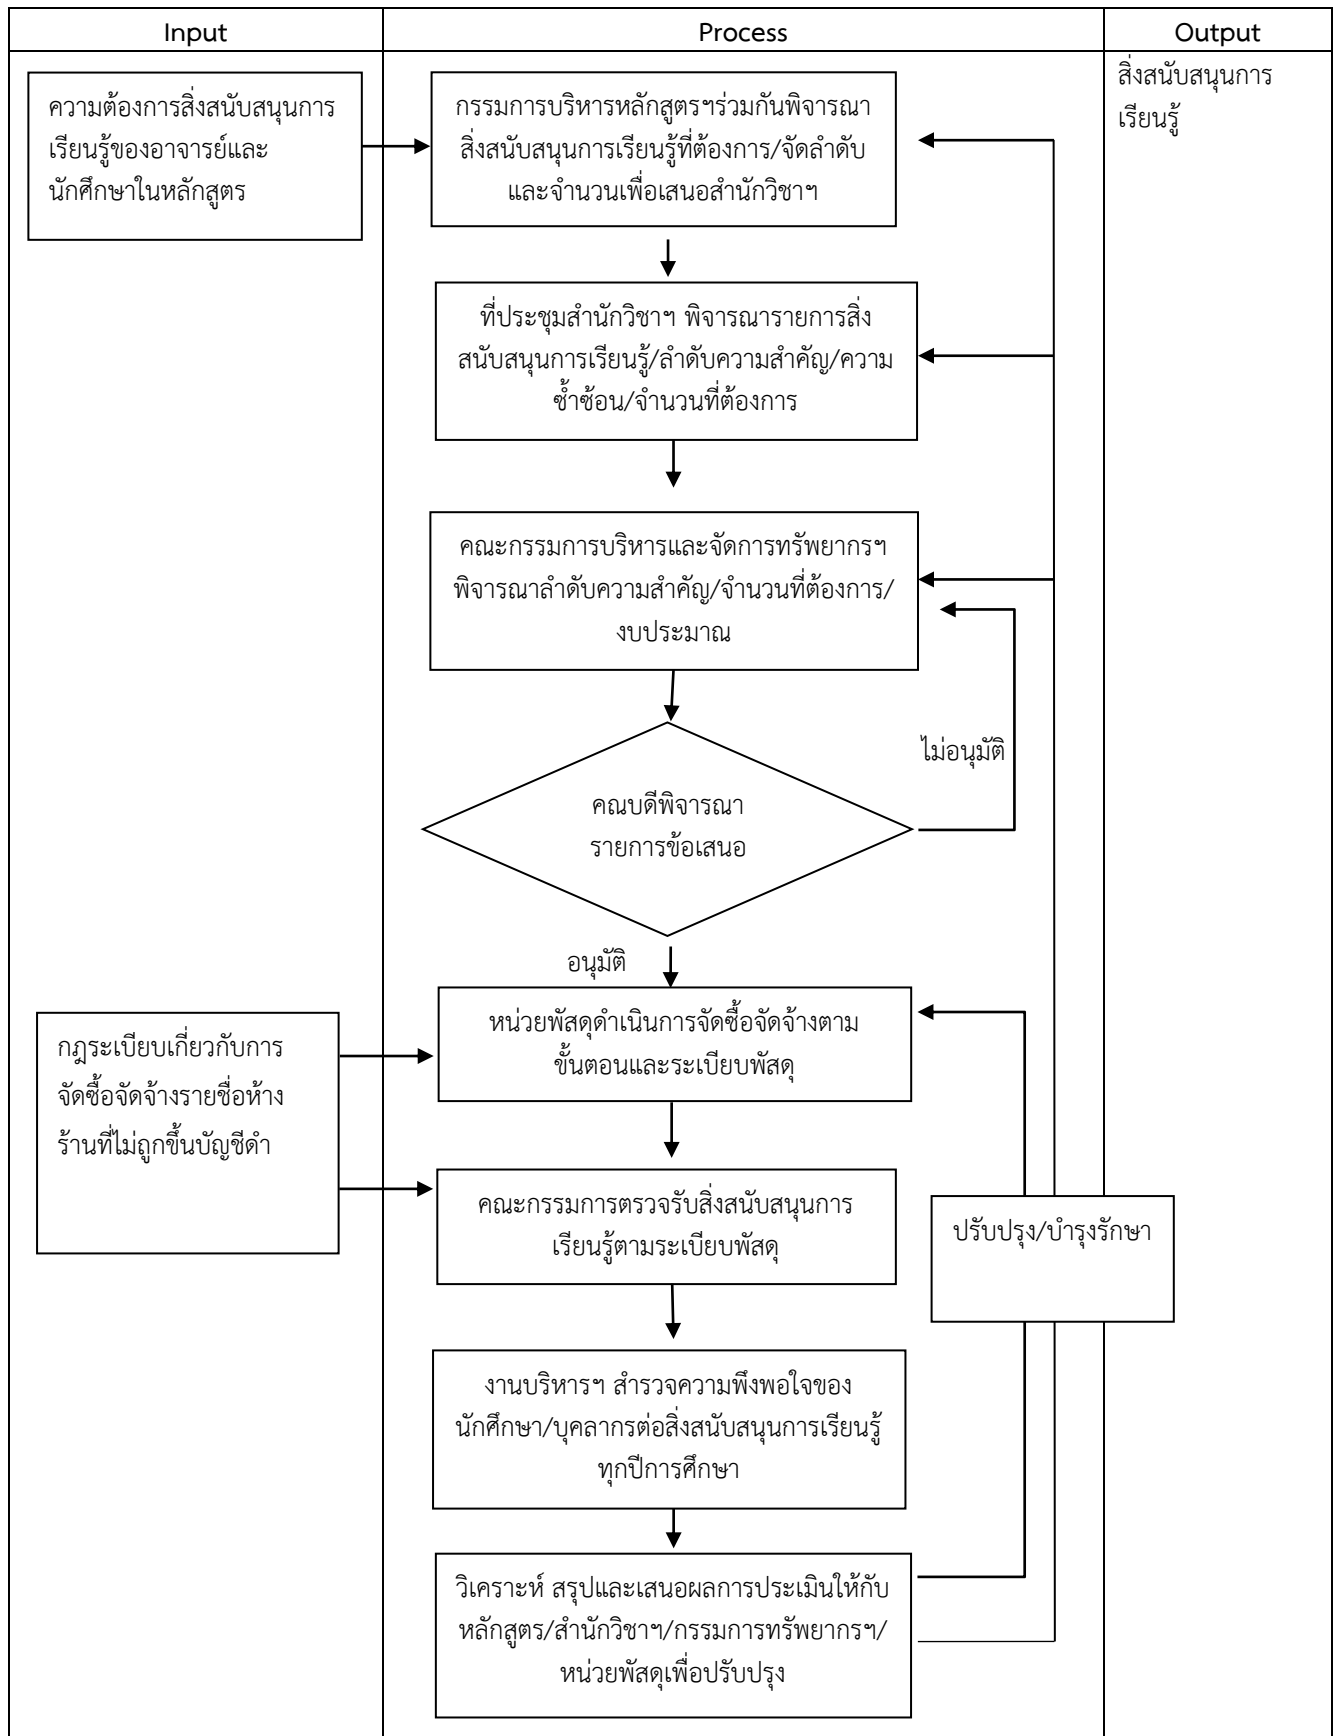 Input
Process
Output
ความต้องการสิ่งสนับสนุนการ
เรียนรู้ของอาจารย์และ
นักศึกษาในหลักสูตร
กรรมการบริหารหลักสูตรฯร่วมกันพิจารณา
สิ่งสนับสนุนการเรียนรู้ที่ต้องการ/จัดลำดับ
และจำนวนเพื่อเสนอสำนักวิชาฯ
สิ่งสนับสนุนการ
เรียนรู้
ที่ประชุมสำนักวิชาฯ พิจารณารายการสิ่ง
สนับสนุนการเรียนรู้/ลำดับความสำคัญ/ความ
ซ้ำซ้อน/จำนวนที่ต้องการ
คณะกรรมการบริหารและจัดการทรัพยากรฯ
พิจารณาลำดับความสำคัญ/จำนวนที่ต้องการ/
งบประมาณ
ไม่อนุมัติ
คณบดีพิจารณา
รายการข้อเสนอ
อนุมัติ
หน่วยพัสดุดำเนินการจัดซื้อจัดจ้างตาม
ขั้นตอนและระเบียบพัสดุ
กฎระเบียบเกี่ยวกับการ
จัดซื้อจัดจ้างรายชื่อห้าง
ร้านที่ไม่ถูกขึ้นบัญชีดำ
คณะกรรมการตรวจรับสิ่งสนับสนุนการ
เรียนรู้ตามระเบียบพัสดุ
ปรับปรุง/บำรุงรักษา
งานบริหารฯ สำรวจความพึงพอใจของ
นักศึกษา/บุคลากรต่อสิ่งสนับสนุนการเรียนรู้
ทุกปีการศึกษา
วิเคราะห์ สรุปและเสนอผลการประเมินให้กับ
หลักสูตร/สำนักวิชาฯ/กรรมการทรัพยากรฯ/
หน่วยพัสดุเพื่อปรับปรุง